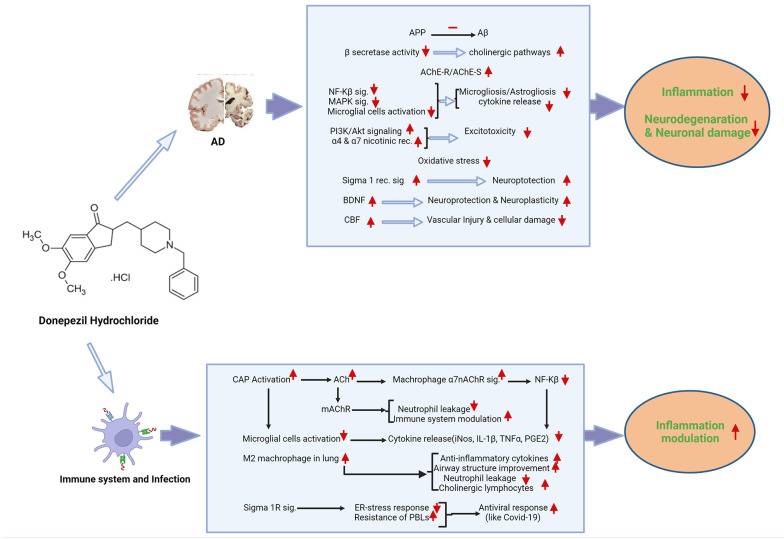 APP – Aβ
β secretase activity cholinergic pathways
AChE-R/AChE-S
NF-Kβ sig.
MAPK sig.
Microglial cells activation
Microgliosis/Astrogliosis
cytokine release
PI3K/Akt signaling
α4 & α7 nicotinic rec.
Excitotoxicity
Oxidative stress
Sigma 1 rec. sig Neuroptotection
BDNF Neuroprotection & Neuroplasticity
CBF Vascular Injury & cellular damage
Inflammation
Neurodegenaration
& Neuronal damage
AD
H₃C
O
O
O
CH₃
N
.HCl
Donepezil Hydrochloride
CAP Activation ACh Machrophage α7nAChR sig. NF-Kβ
mAChR
Neutrophil leakage
Immune system modulation
Microglial cells activation Cytokine release(iNos, IL-1β, TNFα, PGE2)
M2 machrophage in lung
Anti-inflammatory cytokines
Airway structure improvement
Neutrophil leakage
Cholinergic lymphocytes
Sigma 1R sig.
ER-stress response
Resistance of PBLs
Antiviral response
(like Covid-19)
Inflammation
modulation
Immune system and Infection